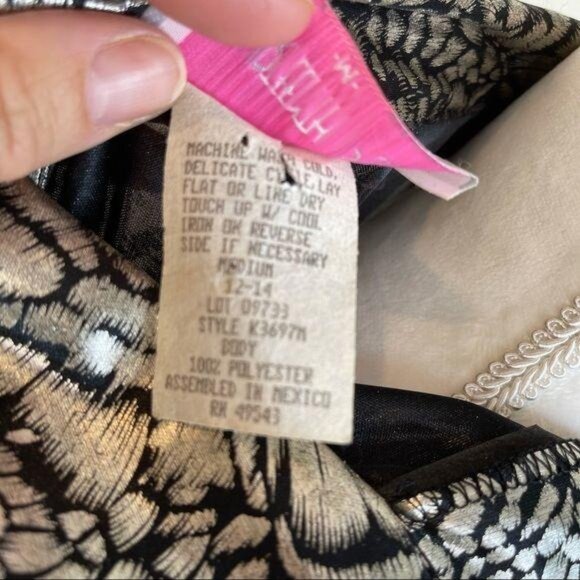 -M-
MACHINE WASH COLD,
DELICATE CYCLE, LAY
FLAT OR LINE DRY
TOUCH UP W/ COOL
IRON ON REVERSE
SIDE IF NECESSARY
MEDIUM
12-14
LOT 09733
STYLE K3697M
BODY
100% POLYESTER
ASSEMBLED IN MEXICO
RN 49543